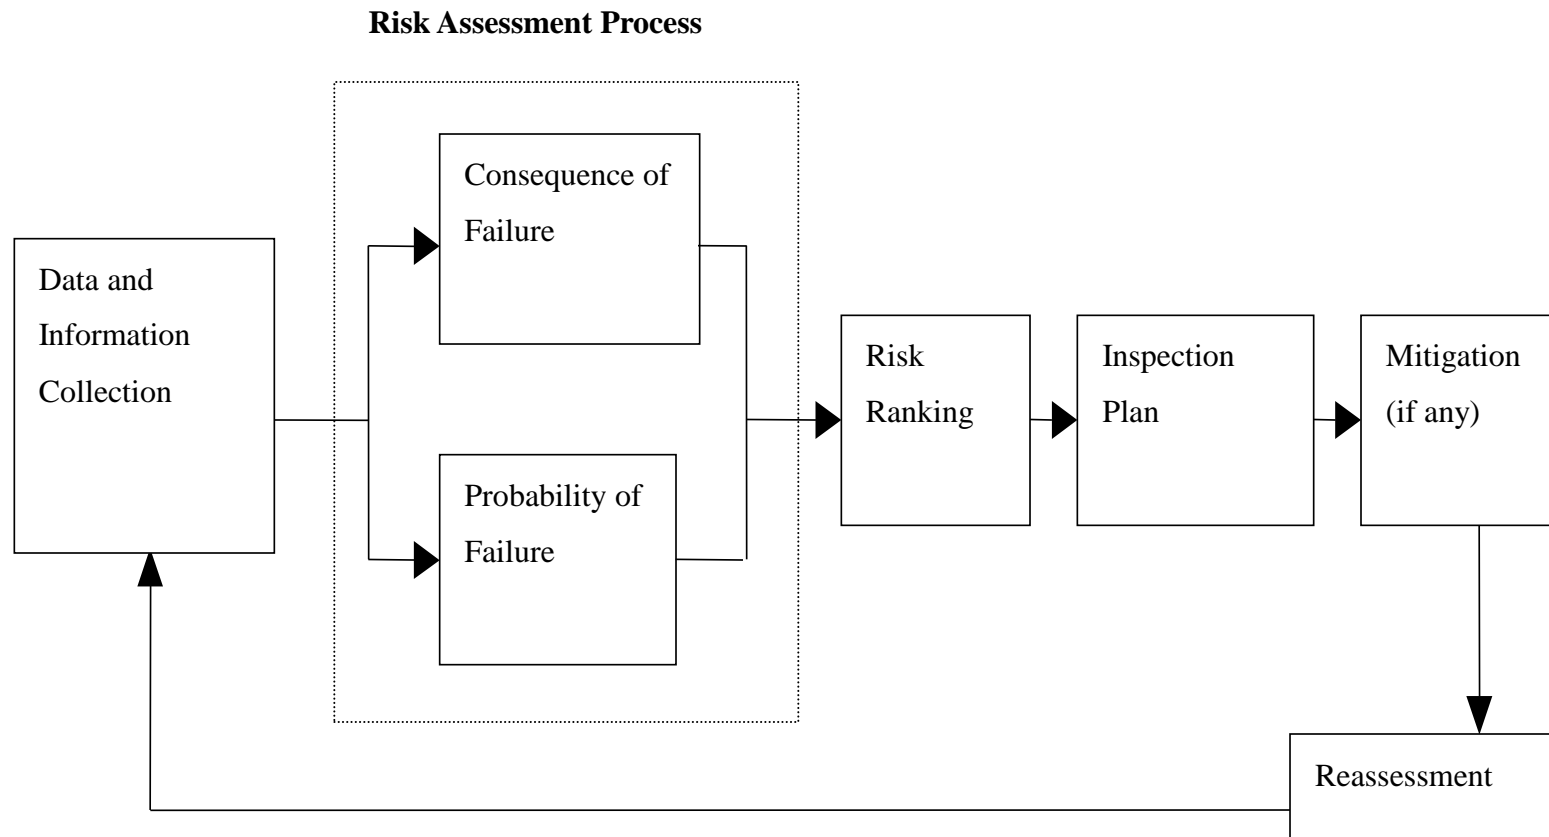 Risk Assessment Process
Consequence of
Failure
Data and
Information
Collection
Probability of
Failure
Risk
Ranking
Inspection
Plan
Mitigation
(if any)
Reassessment